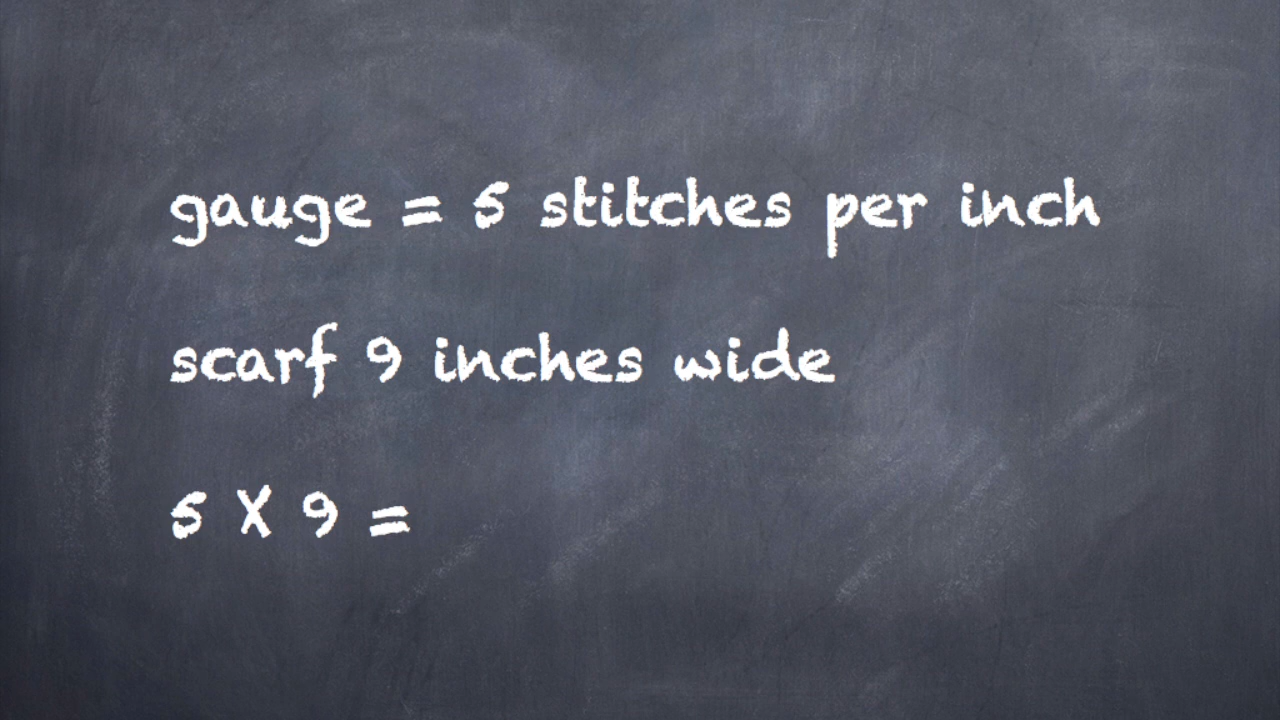 gauge = 5 stitches per inch
scarf 9 inches wide
5 X 9 =